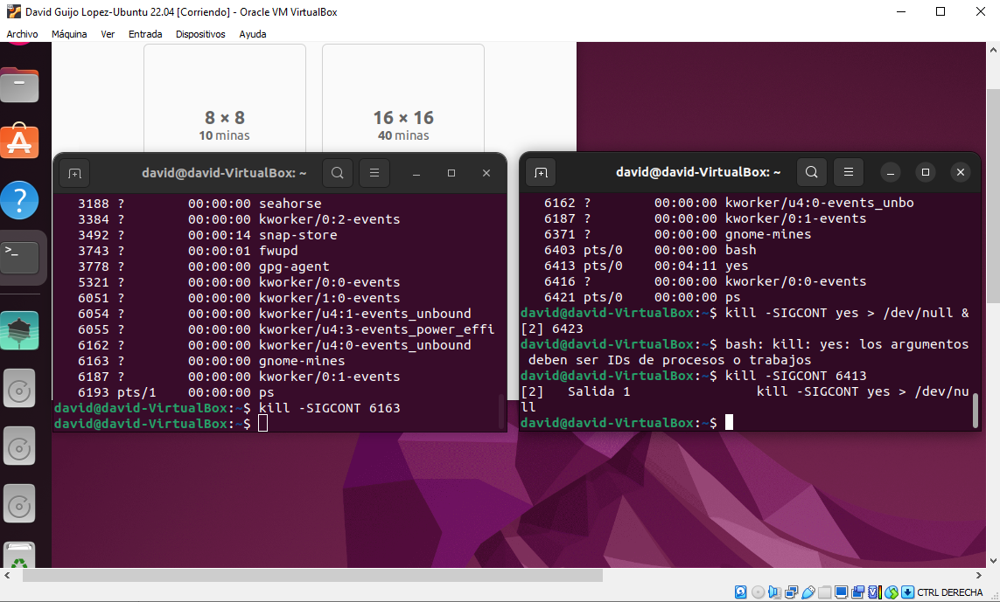 David Guijo Lopez-Ubuntu 22.04 [Corriendo] - Oracle VM VirtualBox
Archivo Máquina Ver Entrada Dispositivos Ayuda
8 × 8
10 minas
16 × 16
40 minas
david@david-VirtualBox: ~
3188 ? 00:00:00 seahorse
3384 ? 00:00:00 kworker/0:2-events
3492 ? 00:00:14 snap-store
3743 ? 00:00:01 fwupd
3778 ? 00:00:00 gpg-agent
5321 ? 00:00:00 kworker/0:0-events
6051 ? 00:00:00 kworker/1:0-events
6054 ? 00:00:00 kworker/u4:1-events_unbound
6055 ? 00:00:00 kworker/u4:3-events_power_effi
6162 ? 00:00:00 kworker/u4:0-events_unbound
6163 ? 00:00:00 gnome-mines
6187 ? 00:00:00 kworker/0:1-events
6193 pts/1 00:00:00 ps
david@david-VirtualBox:~$ kill -SIGCONT 6163
david@david-VirtualBox:~$
david@david-VirtualBox: ~
6162 ? 00:00:00 kworker/u4:0-events_unbo
6187 ? 00:00:00 kworker/0:1-events
6371 ? 00:00:00 gnome-mines
6403 pts/0 00:00:00 bash
6413 pts/0 00:04:11 yes
6416 ? 00:00:00 kworker/0:0-events
6421 pts/0 00:00:00 ps
david@david-VirtualBox:~$ kill -SIGCONT yes > /dev/null &
[2] 6423
david@david-VirtualBox:~$ bash: kill: yes: los argumentos
deben ser IDs de procesos o trabajos
david@david-VirtualBox:~$ kill -SIGCONT 6413
[2] Salida 1 kill -SIGCONT yes > /dev/nu
ll
david@david-VirtualBox:~$
CTRL DERECHA